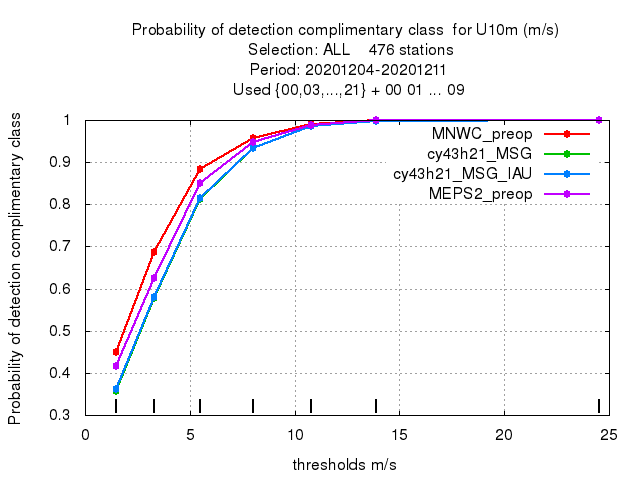 Probability of detection complimentary class  for U10m (m/s)
Selection: ALL    476 stations
Period: 20201204-20201211
Used {00,03,...,21} + 00 01 ... 09
Probability of detection complimentary class
1
0.9
0.8
0.7
0.6
0.5
0.4
0.3
MNWC_preop
cy43h21_MSG
cy43h21_MSG_IAU
MEPS2_preop
0 5 10 15 20 25
thresholds m/s